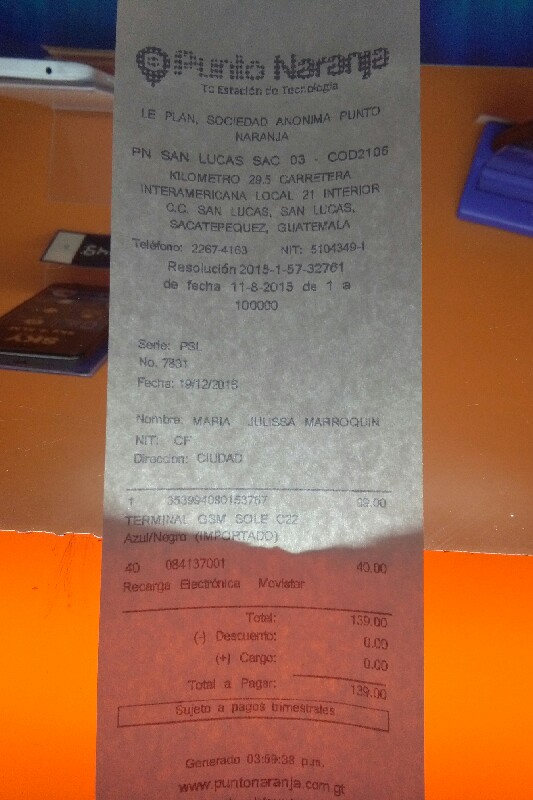 Punto Naranja
Tu Estación de Tecnología
LE PLAN, SOCIEDAD ANONIMA PUNTO
NARANJA
PN SAN LUCAS SAC 03 - COD2105
KILOMETRO 29.5 CARRETERA
INTERAMERICANA LOCAL 21 INTERIOR
C.C. SAN LUCAS, SAN LUCAS,
SACATEPEQUEZ, GUATEMALA
Teléfono: 2267-4163 NIT: 5104349-1
Resolución 2015-1-57-32761
de fecha 11-8-2015 de 1 a
100000
Serie: PSL
No. 7831
Fecha: 19/12/2016
Nombre: MARIA JULISSA MARROQUIN
NIT: CF
Direccion: CIUDAD
1 353994080153767 99.00
TERMINAL GSM SOLE C22
Azul/Negro (IMPORTADO)
40 084137001 40.00
Recarga Electrónica Movistar
Total: 139.00
(-) Descuento: 0.00
(+) Cargo: 0.00
Total a Pagar: 139.00
Sujeto a pagos bimestrales
Generado 03:59:38 p.m.
www.puntonaranja.com.gt
SKY